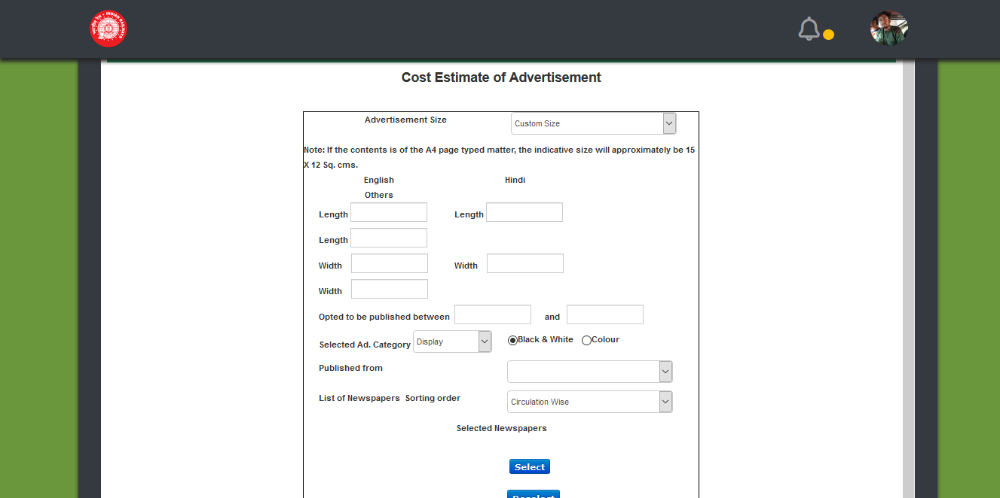 INDIAN RAILWAYS
Cost Estimate of Advertisement
Advertisement Size Custom Size
Note: If the contents is of the A4 page typed matter, the indicative size will approximately be 15
X 12 Sq. cms.
English Hindi
Others
Length Length
Length
Width Width
Width
Opted to be published between and
Selected Ad. Category Display Black & White Colour
Published from
List of Newspapers Sorting order Circulation Wise
Selected Newspapers
Select
Deselect